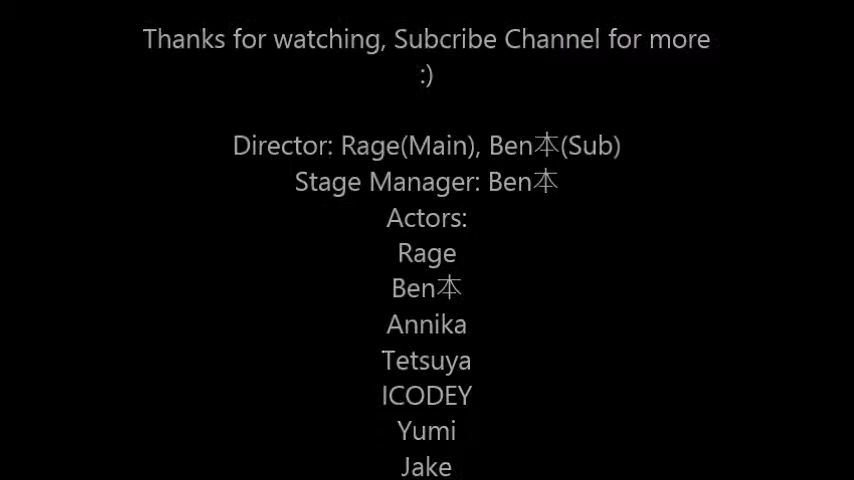 Thanks for watching, Subcribe Channel for more
:)
Director: Rage(Main), Ben本(Sub)
Stage Manager: Ben本
Actors:
Rage
Ben本
Annika
Tetsuya
ICODEY
Yumi
Jake